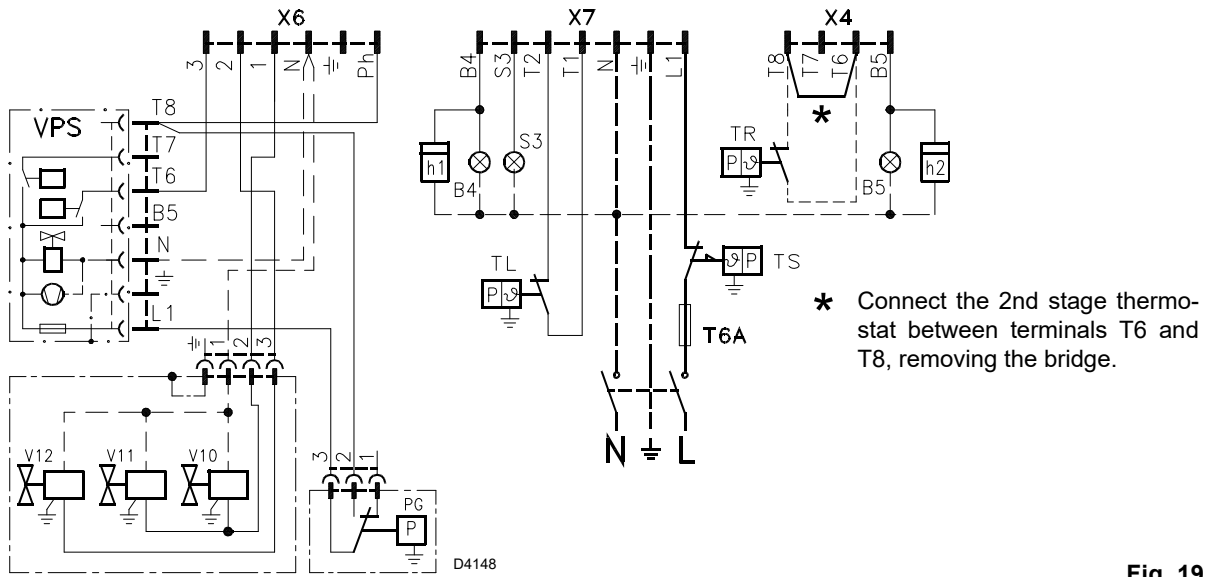 X6 X7 X4
3 2 1 N Ph B4 S3 T2 T1 N L1 T8 T7 T6 B5
VPS T8
T7
T6
B5
N
L1
h1 B4 S3 TR P ϑ B5 h2
TL P ϑ
ϑ P TS
T6A
N L
* Connect the 2nd stage thermo-
stat between terminals T6 and
T8, removing the bridge.
*
1 2 3
V12 V11 V10
3 2 1
PG
P
D4148
Fig. 19